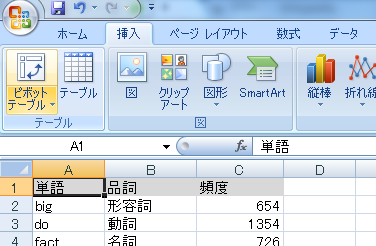 ホーム 挿入 ページ レイアウト 数式 データ
ピボット テーブル 図 クリップ 図形 SmartArt 縦棒 折れ線
テーブル アート
テーブル 図
A1 fx 単語
A B C D
1 単語 品詞 頻度
2 big 形容詞 654
3 do 動詞 1354
4 fact 名詞 726